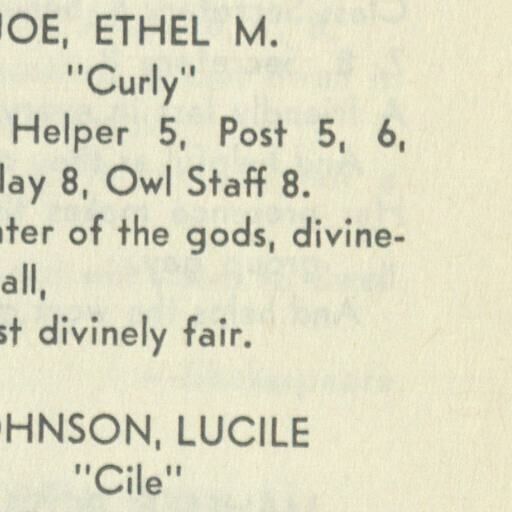 JOE, ETHEL M.
"Curly"
Helper 5, Post 5, 6,
lay 8, Owl Staff 8.
ter of the gods, divine-
all,
st divinely fair.
OHNSON, LUCILE
"Cile"